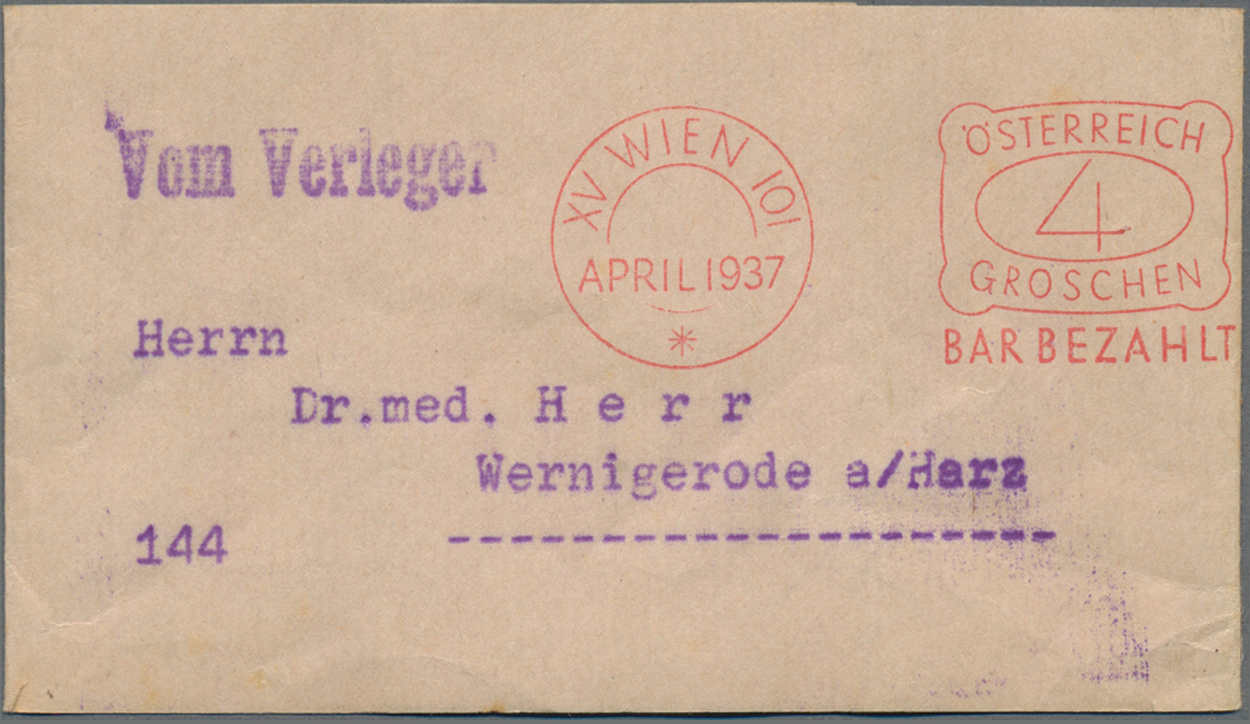 Vom Verleger
XV WIEN 101
APRIL 1937
*
ÖSTERREICH
4
GROSCHEN
BAR BEZAHLT
Herrn
Dr.med. H e r r
Wernigerode a/Harz
144
--------------------